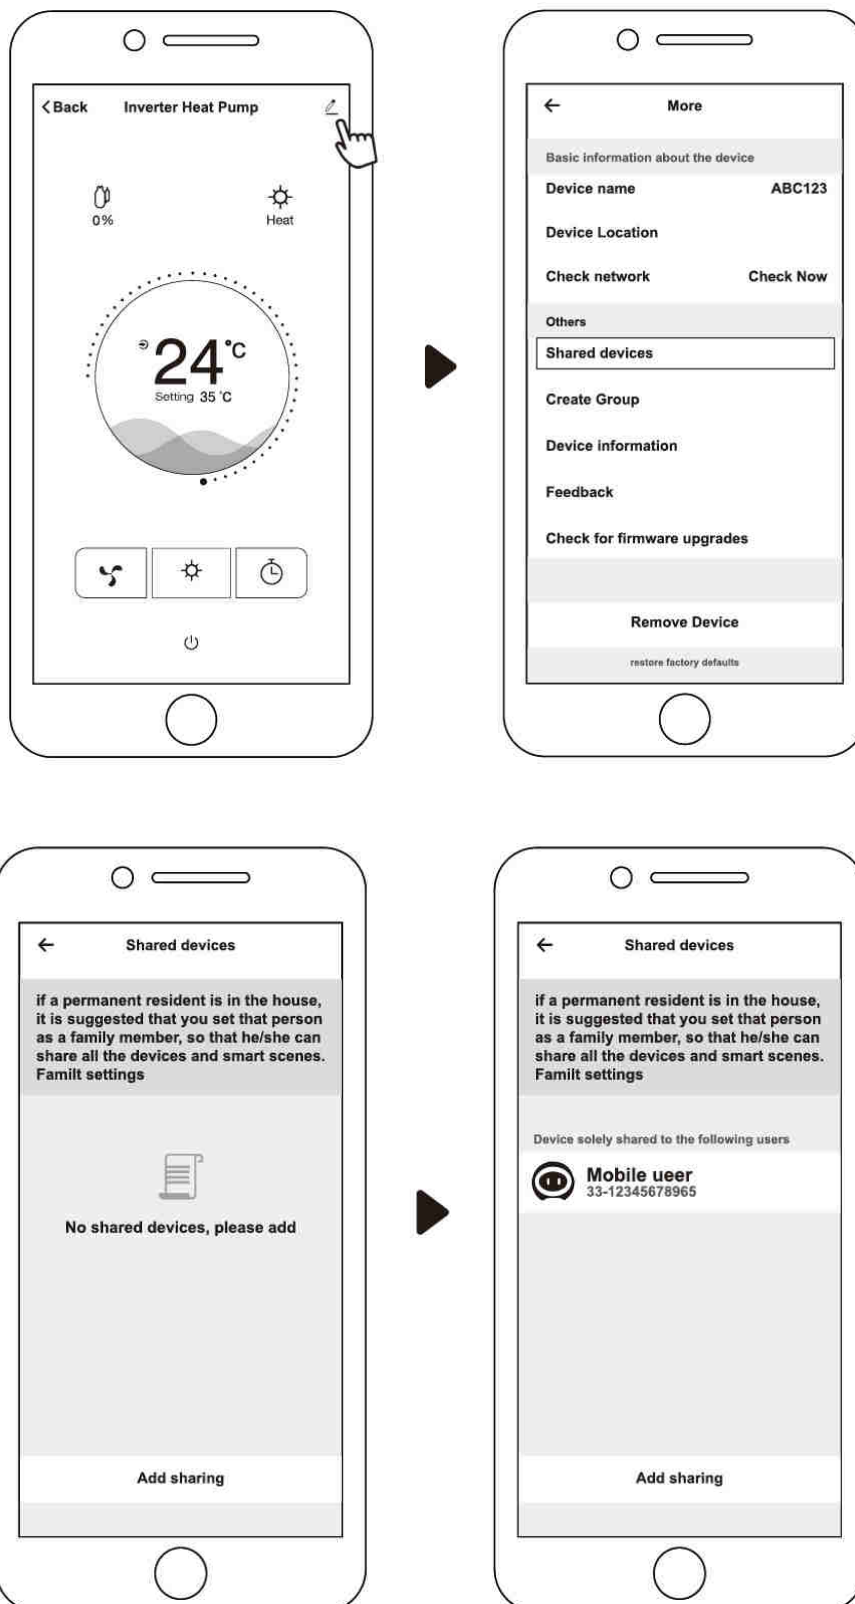 Back Inverter Heat Pump
0%
Heat
24°C
Setting 35 °C
More
Basic information about the device
Device name ABC123
Device Location
Check network Check Now
Others
Shared devices
Create Group
Device information
Feedback
Check for firmware upgrades
Remove Device
restore factory defaults
Shared devices
if a permanent resident is in the house,
it is suggested that you set that person
as a family member, so that he/she can
share all the devices and smart scenes.
Familt settings
No shared devices, please add
Add sharing
Shared devices
if a permanent resident is in the house,
it is suggested that you set that person
as a family member, so that he/she can
share all the devices and smart scenes.
Familt settings
Device solely shared to the following users
Mobile ueer
33-12345678965
Add sharing